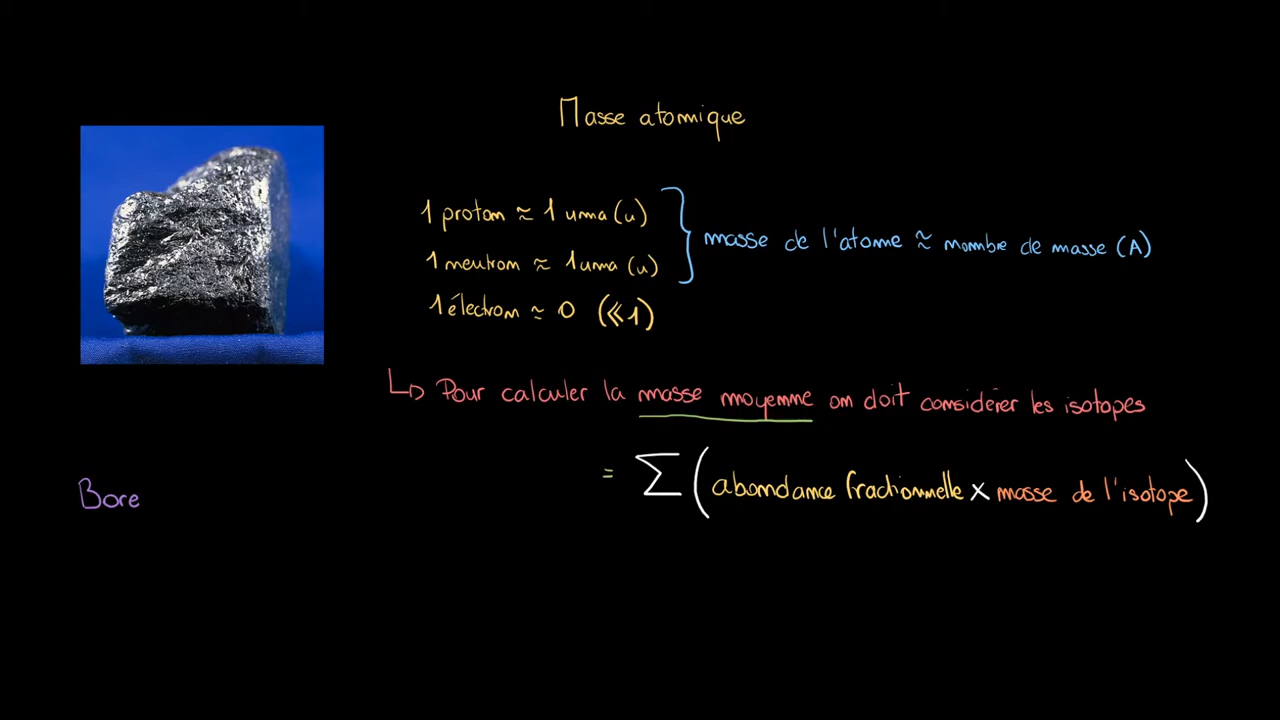 Masse atomique
1 proton ≈ 1 uma (u)
1 neutron ≈ 1 uma (u)
1 électron ≈ 0 (≪1)
masse de l'atome ≈ nombre de masse (A)
↳ Pour calculer la masse moyenne on doit considérer les isotopes
= Σ (abondance fractionnelle × masse de l'isotope)
Bore